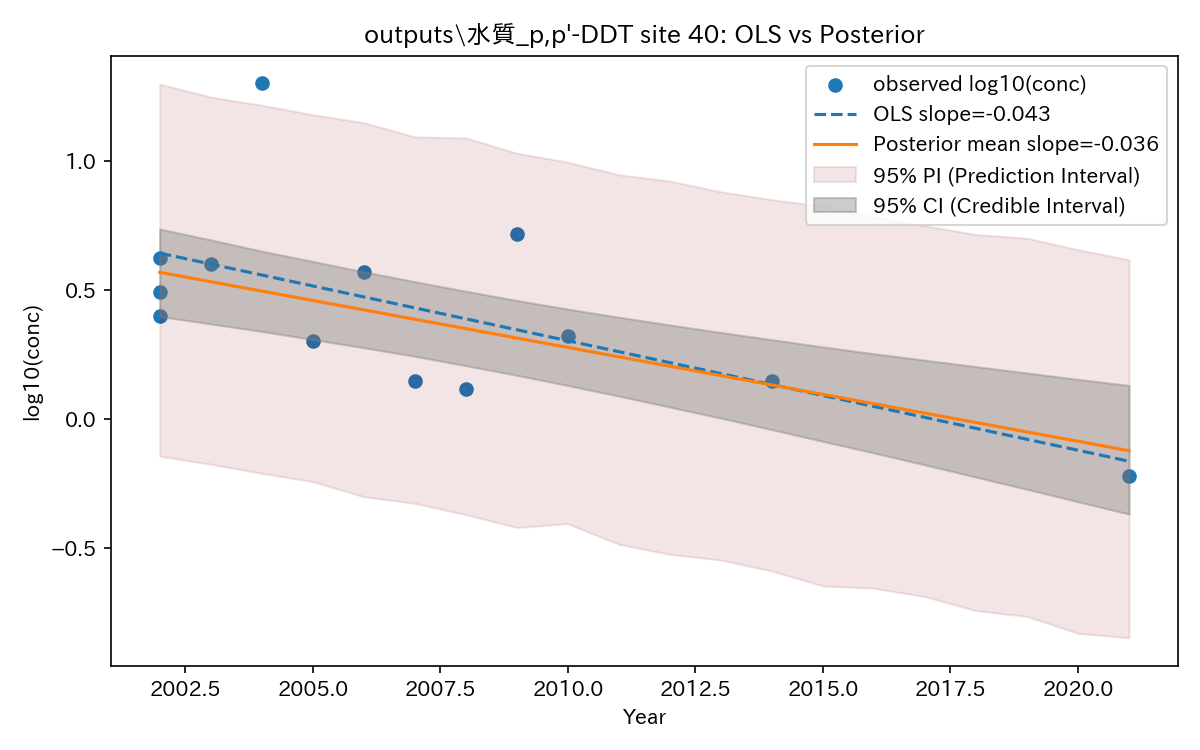 outputs\水質_p,p'-DDT site 40: OLS vs Posterior
observed log10(conc)
OLS slope=-0.043
Posterior mean slope=-0.036
95% PI (Prediction Interval)
95% CI (Credible Interval)
1.0
0.5
0.0
−0.5
log10(conc)
2002.5 2005.0 2007.5 2010.0 2012.5 2015.0 2017.5 2020.0
Year